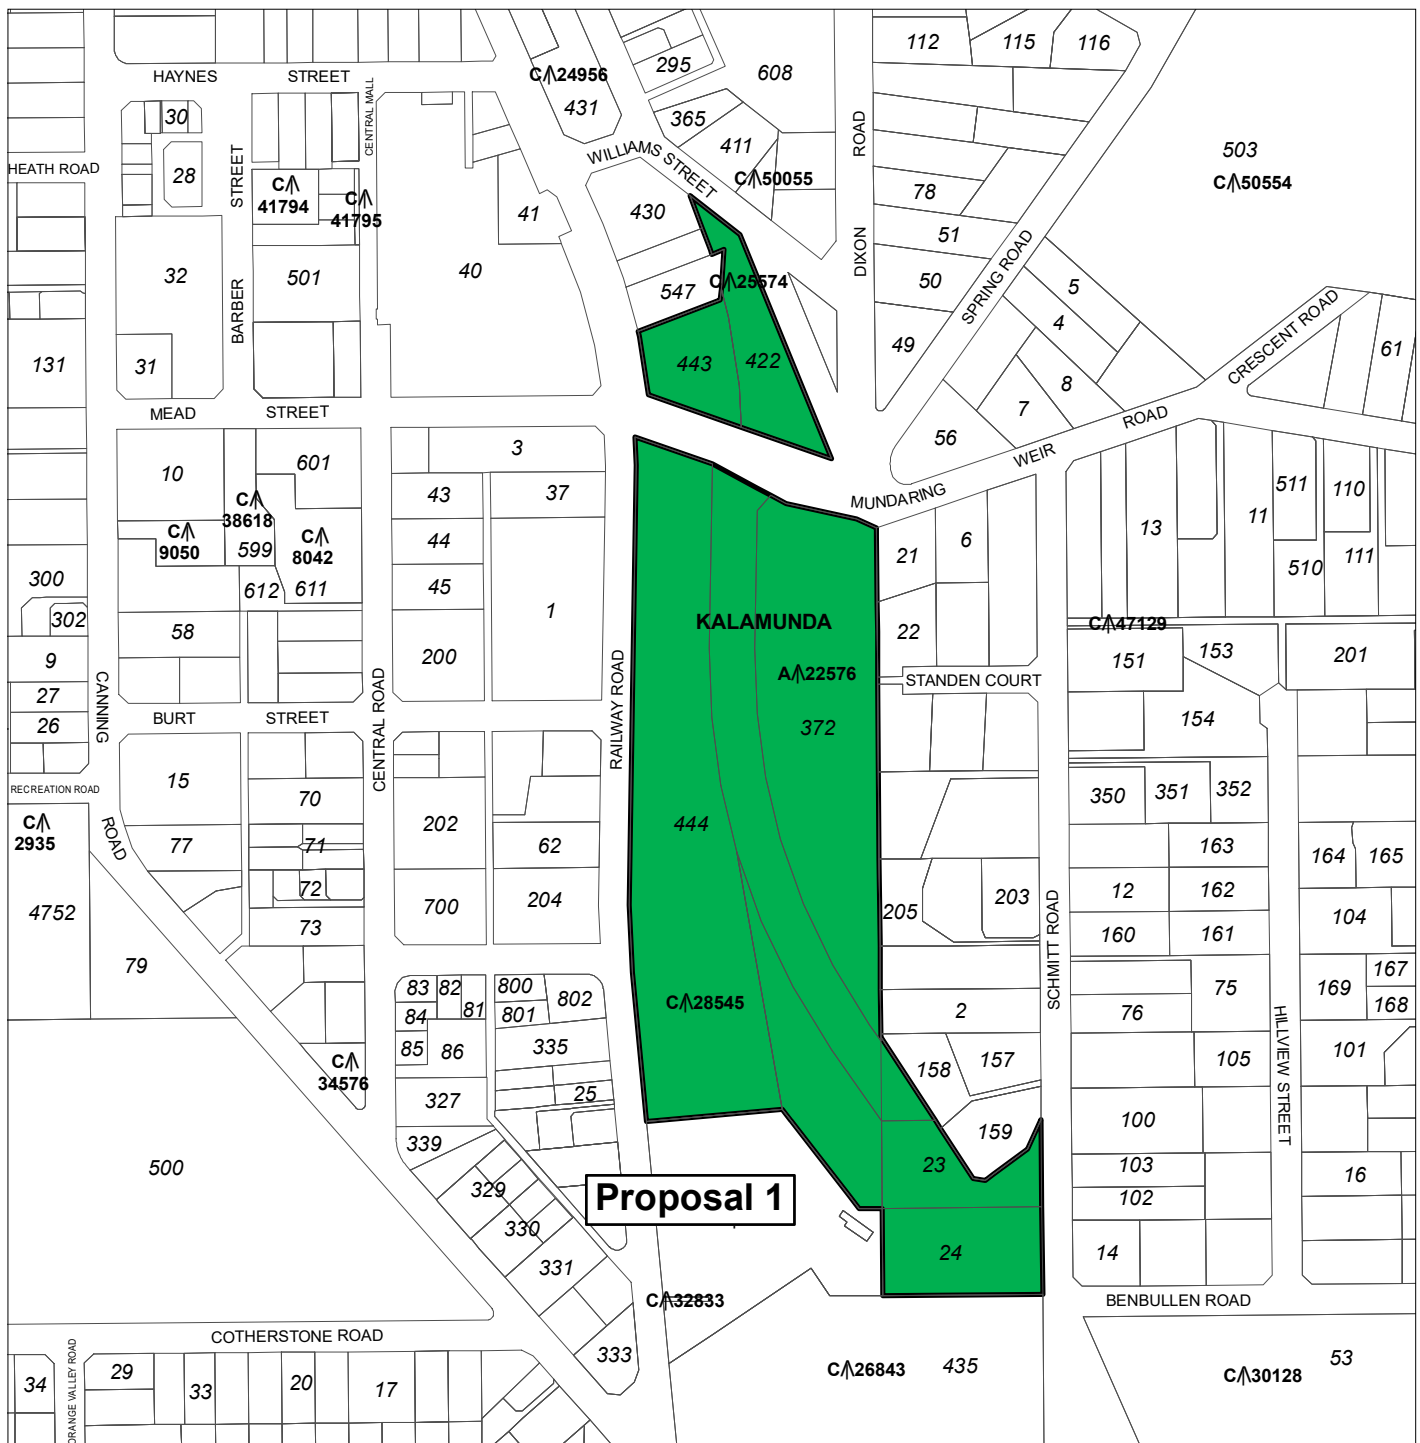 112
115
116
295
608
HAYNES STREET
C 24956
431
CENTRAL MALL
30
365
411
ROAD
503
WILLIAMS STREET
HEATH ROAD
28
STREET
C 41794
C 41795
C 50055
C 50554
78
41
430
51
DIXON
SPRING ROAD
32
501
40
547
C 25574
50
5
BARBER
4
CRESCENT ROAD
131
31
443
422
49
61
8
7
MEAD STREET
ROAD
3
56
WEIR
10
601
43
37
MUNDARING
511
110
C 38618
C 9050
599
C 8042
44
21
6
13
11
510
111
300
612
611
45
1
302
58
KALAMUNDA
22
C 47129
9
200
A 22576
STANDEN COURT
151
153
201
27
26
CANNING
BURT STREET
CENTRAL ROAD
RAILWAY ROAD
372
154
RECREATION ROAD
15
70
202
444
350
351
352
C 2935
ROAD
77
71
62
163
164
165
72
700
204
205
203
12
162
4752
73
160
161
104
79
SCHMITT ROAD
83
82
81
84
800
801
802
C 28545
2
76
75
169
167
168
85
86
335
158
157
105
101
HILLVIEW STREET
C 34576
327
25
159
100
339
23
103
102
16
500
329
Proposal 1
330
331
24
14
C 32833
BENBULLEN ROAD
COTHERSTONE ROAD
333
34
ORANGE VALLEY ROAD
29
33
20
17
C 26843
435
C 30128
53